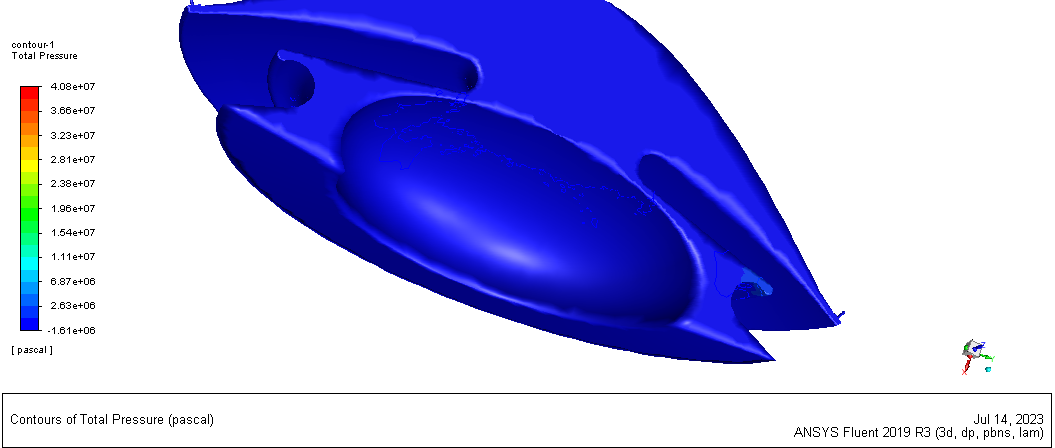 contour-1
Total Pressure
4.08e+07
3.66e+07
3.23e+07
2.81e+07
2.38e+07
1.96e+07
1.54e+07
1.11e+07
6.87e+06
2.63e+06
-1.61e+06
[ pascal ]
Contours of Total Pressure (pascal)
Jul 14, 2023
ANSYS Fluent 2019 R3 (3d, dp, pbns, lam)